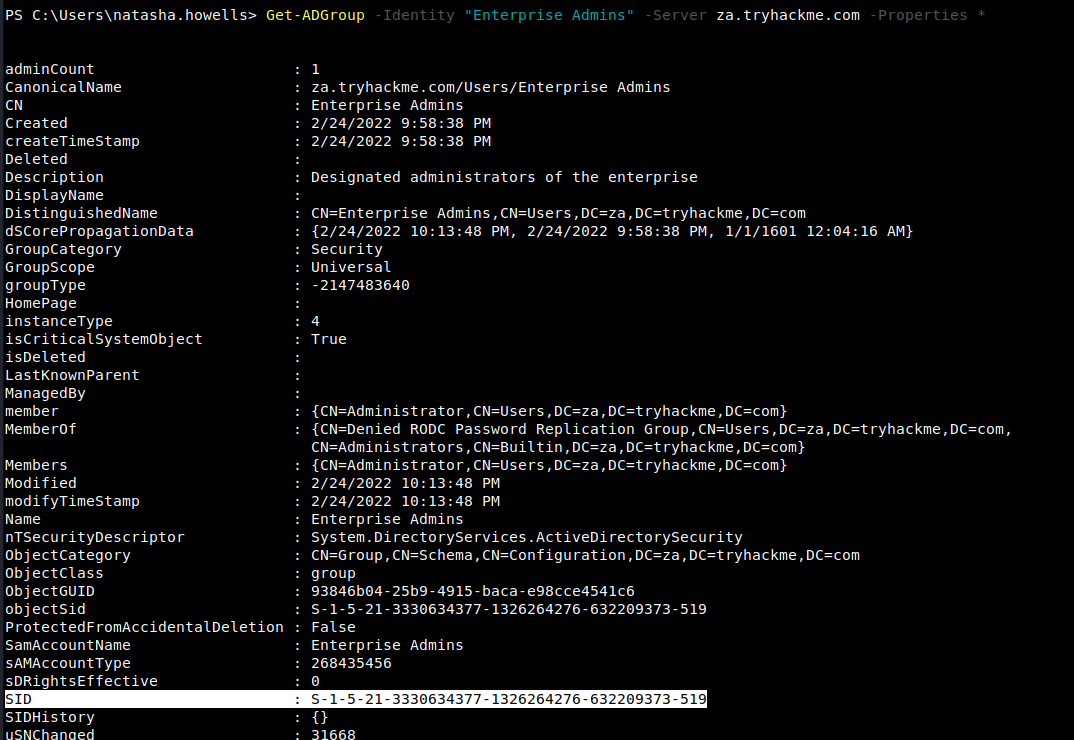 PS C:\Users\natasha.howells> Get-ADGroup -Identity "Enterprise Admins" -Server za.tryhackme.com -Properties *
adminCount : 1
CanonicalName : za.tryhackme.com/Users/Enterprise Admins
CN : Enterprise Admins
Created : 2/24/2022 9:58:38 PM
createTimeStamp : 2/24/2022 9:58:38 PM
Deleted :
Description : Designated administrators of the enterprise
DisplayName :
DistinguishedName : CN=Enterprise Admins,CN=Users,DC=za,DC=tryhackme,DC=com
dSCorePropagationData : {2/24/2022 10:13:48 PM, 2/24/2022 9:58:38 PM, 1/1/1601 12:04:16 AM}
GroupCategory : Security
GroupScope : Universal
groupType : -2147483640
HomePage :
instanceType : 4
isCriticalSystemObject : True
isDeleted :
LastKnownParent :
ManagedBy :
member : {CN=Administrator,CN=Users,DC=za,DC=tryhackme,DC=com}
MemberOf : {CN=Denied RODC Password Replication Group,CN=Users,DC=za,DC=tryhackme,DC=com,
CN=Administrators,CN=Builtin,DC=za,DC=tryhackme,DC=com}
Members : {CN=Administrator,CN=Users,DC=za,DC=tryhackme,DC=com}
Modified : 2/24/2022 10:13:48 PM
modifyTimeStamp : 2/24/2022 10:13:48 PM
Name : Enterprise Admins
nTSecurityDescriptor : System.DirectoryServices.ActiveDirectorySecurity
ObjectCategory : CN=Group,CN=Schema,CN=Configuration,DC=za,DC=tryhackme,DC=com
ObjectClass : group
ObjectGUID : 93846b04-25b9-4915-baca-e98cce4541c6
objectSid : S-1-5-21-3330634377-1326264276-632209373-519
ProtectedFromAccidentalDeletion : False
SamAccountName : Enterprise Admins
sAMAccountType : 268435456
sDRightsEffective : 0
SID : S-1-5-21-3330634377-1326264276-632209373-519
SIDHistory : {}
uSNChanged : 31668